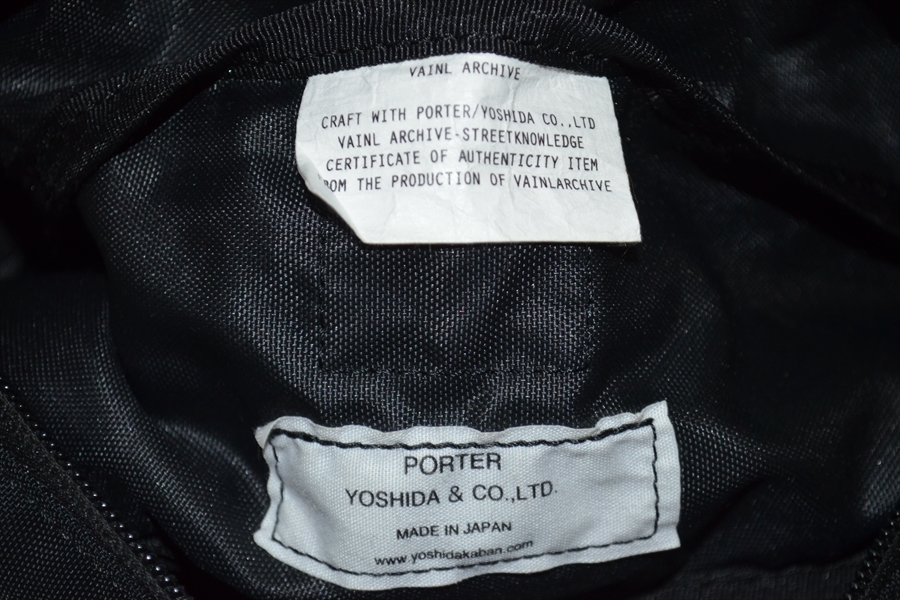 VAINL ARCHIVE
CRAFT WITH PORTER/YOSHIDA CO.,LTD
VAINL ARCHIVE-STREETKNOWLEDGE
CERTIFICATE OF AUTHENTICITY ITEM
ROM THE PRODUCTION OF VAINLARCHIVE
PORTER
YOSHIDA & CO.,LTD.
MADE IN JAPAN
www.yoshidakaban.com